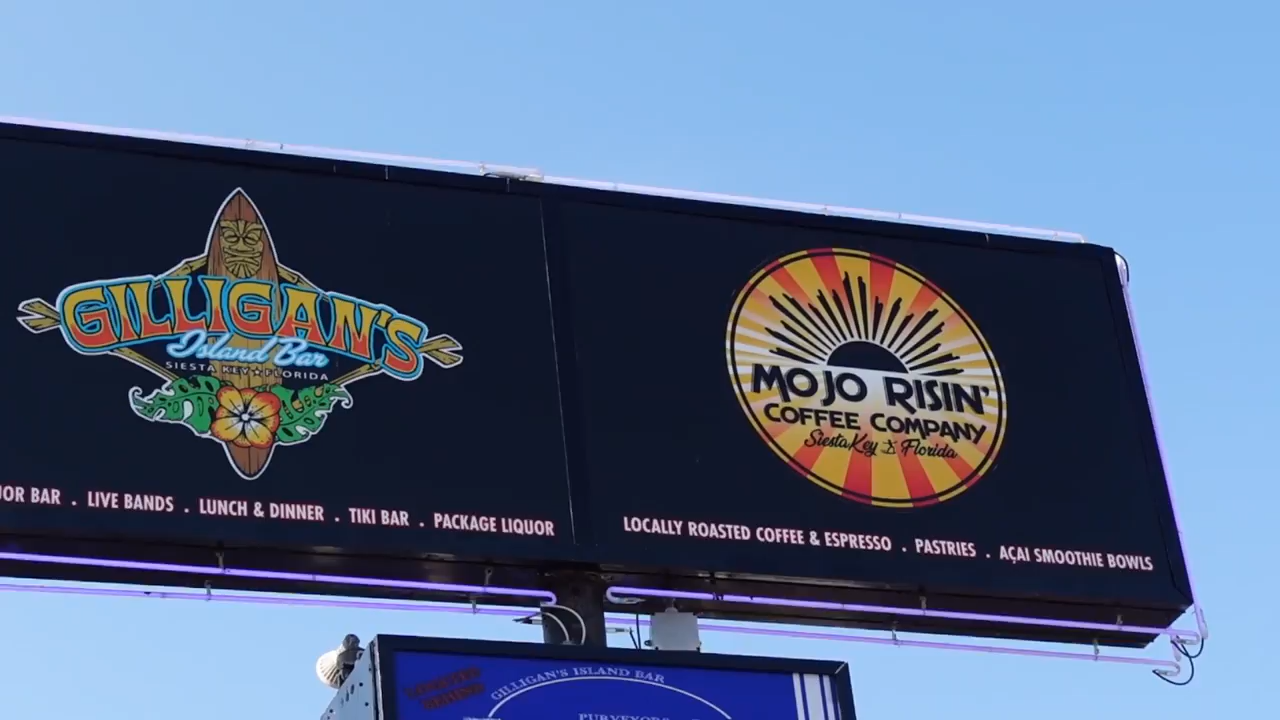 GILLIGAN'S
Island Bar
SIESTA KEY★FLORIDA
OR BAR . LIVE BANDS . LUNCH & DINNER . TIKI BAR . PACKAGE LIQUOR
MOJO RISIN'
COFFEE COMPANY
Siesta Key Florida
LOCALLY ROASTED COFFEE & ESPRESSO . PASTRIES . AÇAI SMOOTHIE BOWLS
GILLIGAN'S ISLAND BAR
PURVEYORS